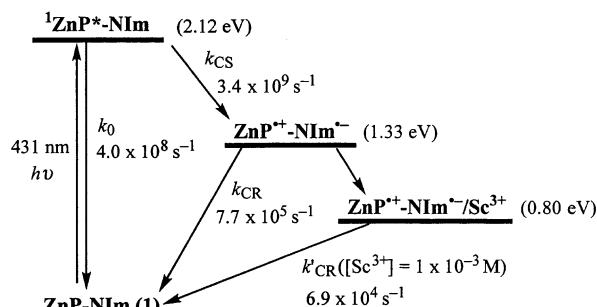 ¹ZnP*-NIm (2.12 eV)
k_CS
3.4 x 10⁹ s⁻¹
k₀
4.0 x 10⁸ s⁻¹
431 nm
hυ
ZnP•⁺-NIm•⁻ (1.33 eV)
k_CR
7.7 x 10⁵ s⁻¹
ZnP•⁺-NIm•⁻/Sc³⁺ (0.80 eV)
k'_CR([Sc³⁺] = 1 x 10⁻³ M)
6.9 x 10⁴ s⁻¹
ZnP-NIm (1)